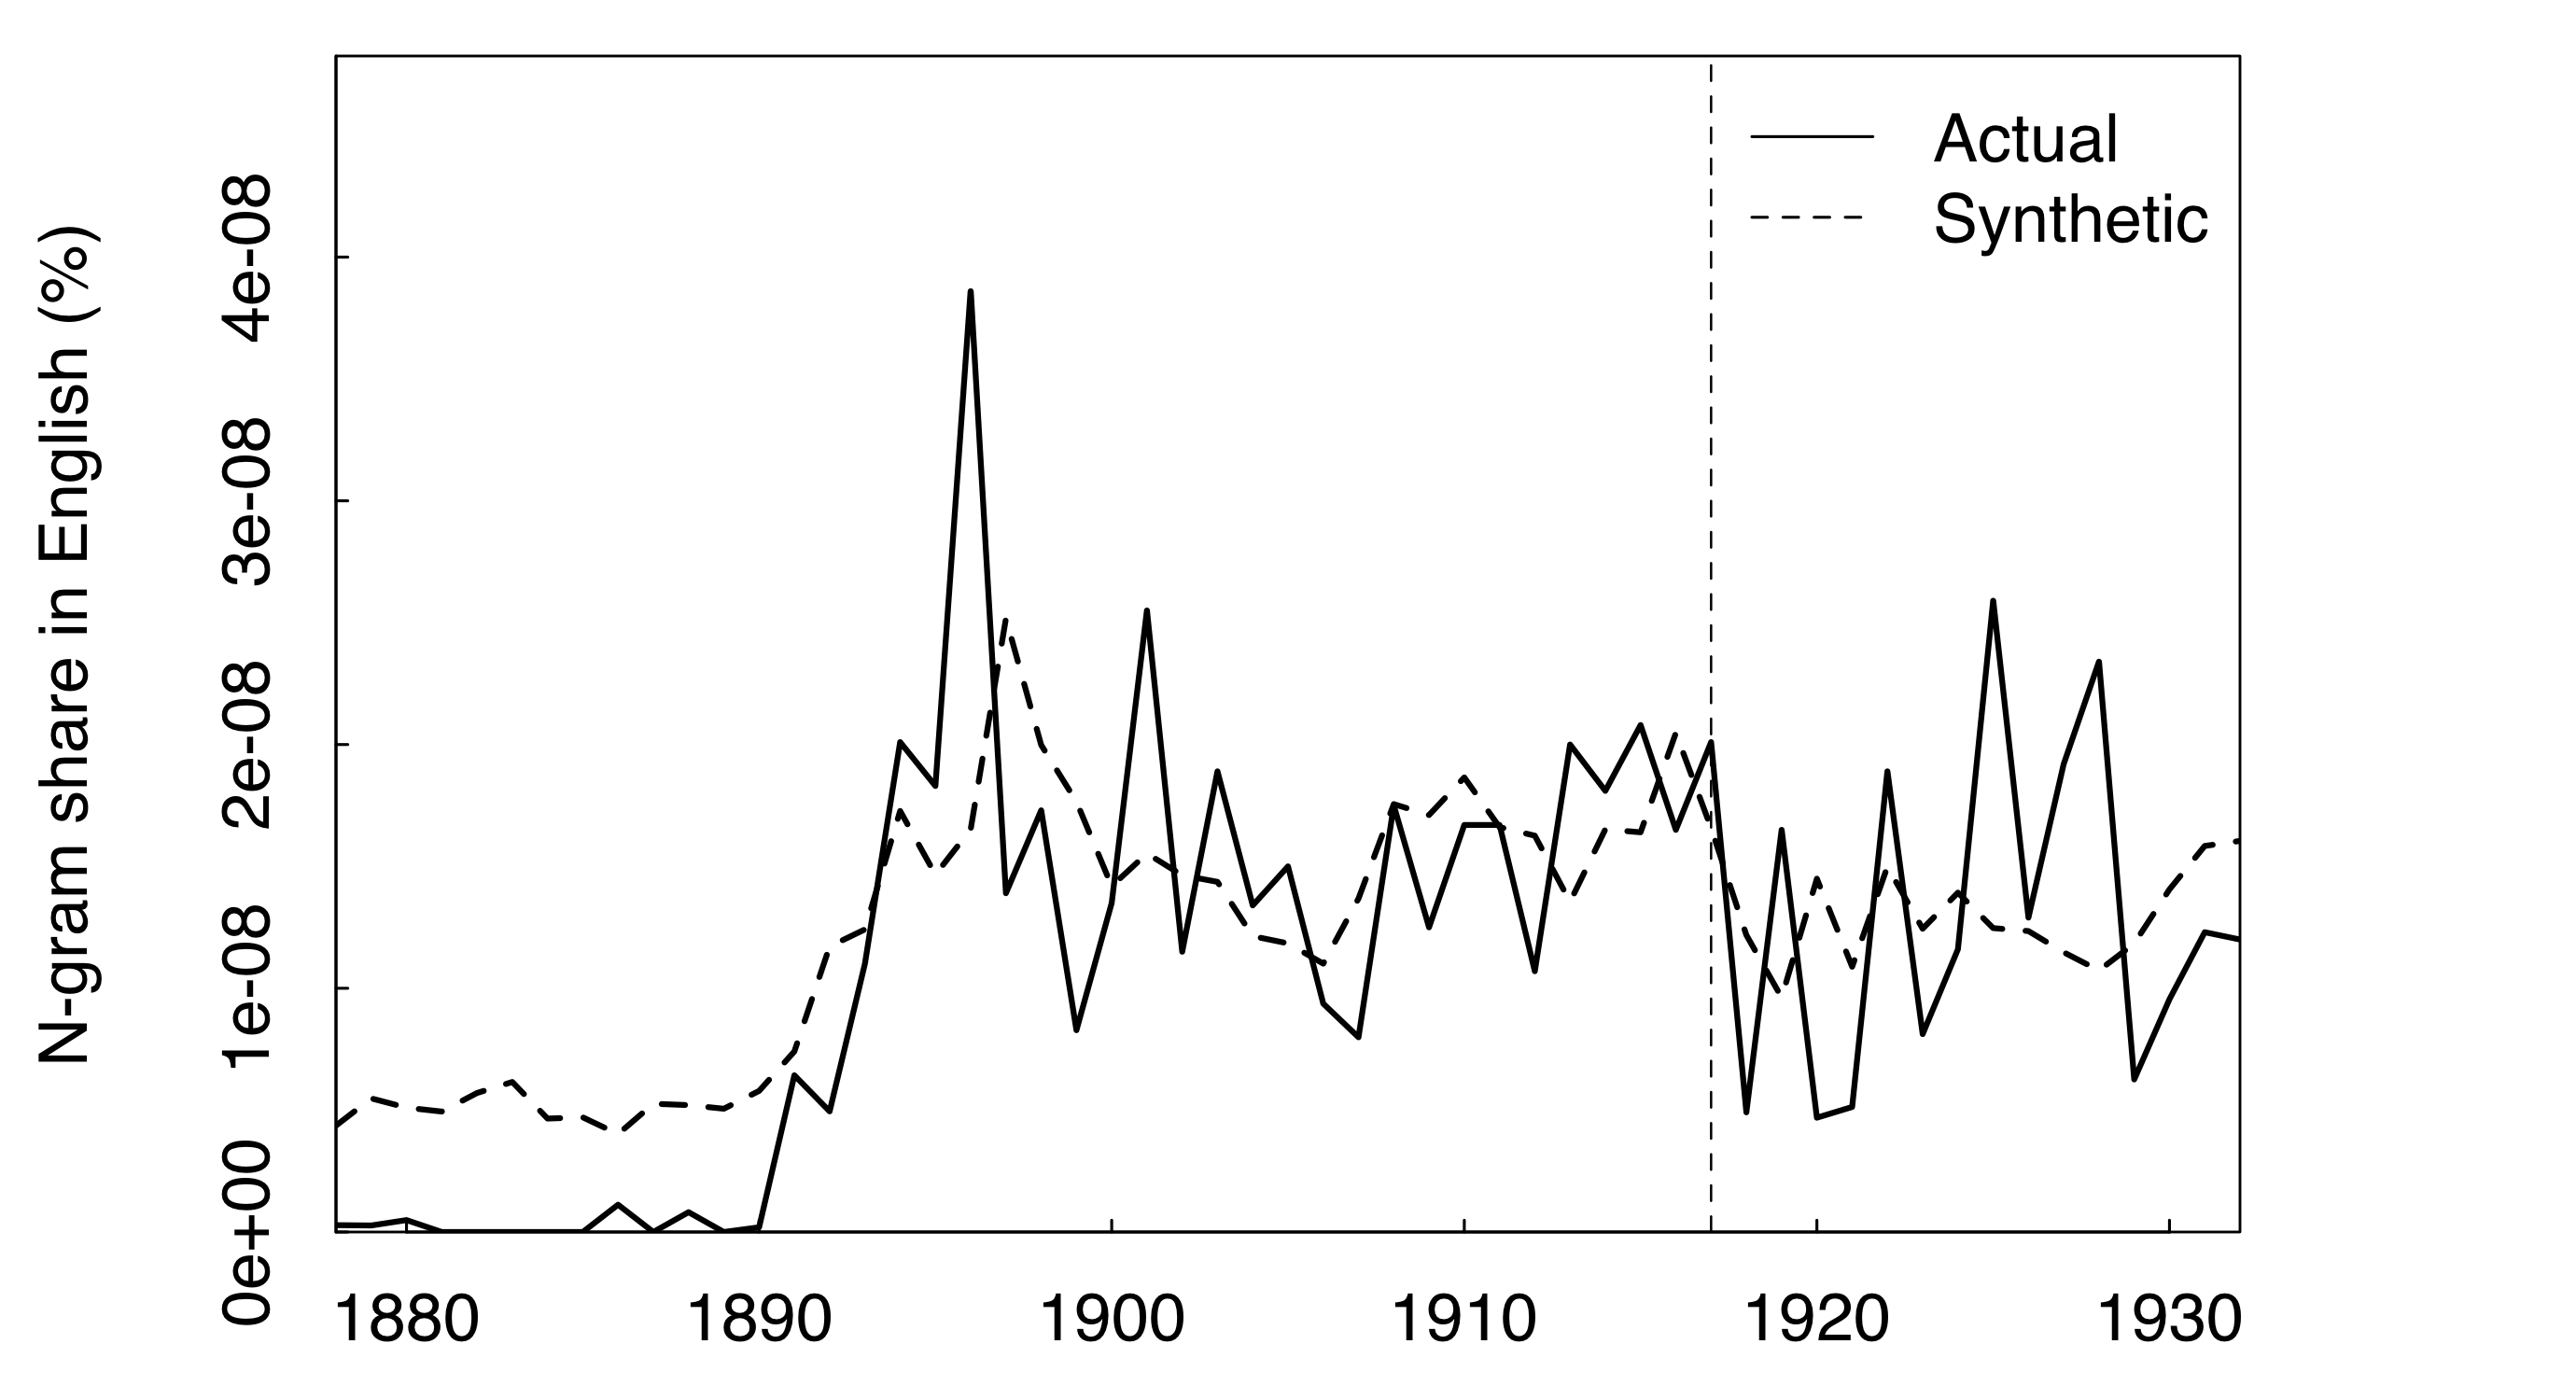 N-gram share in English (%)
4e-08
3e-08
2e-08
1e-08
0e+00
Actual
Synthetic
1880 1890 1900 1910 1920 1930